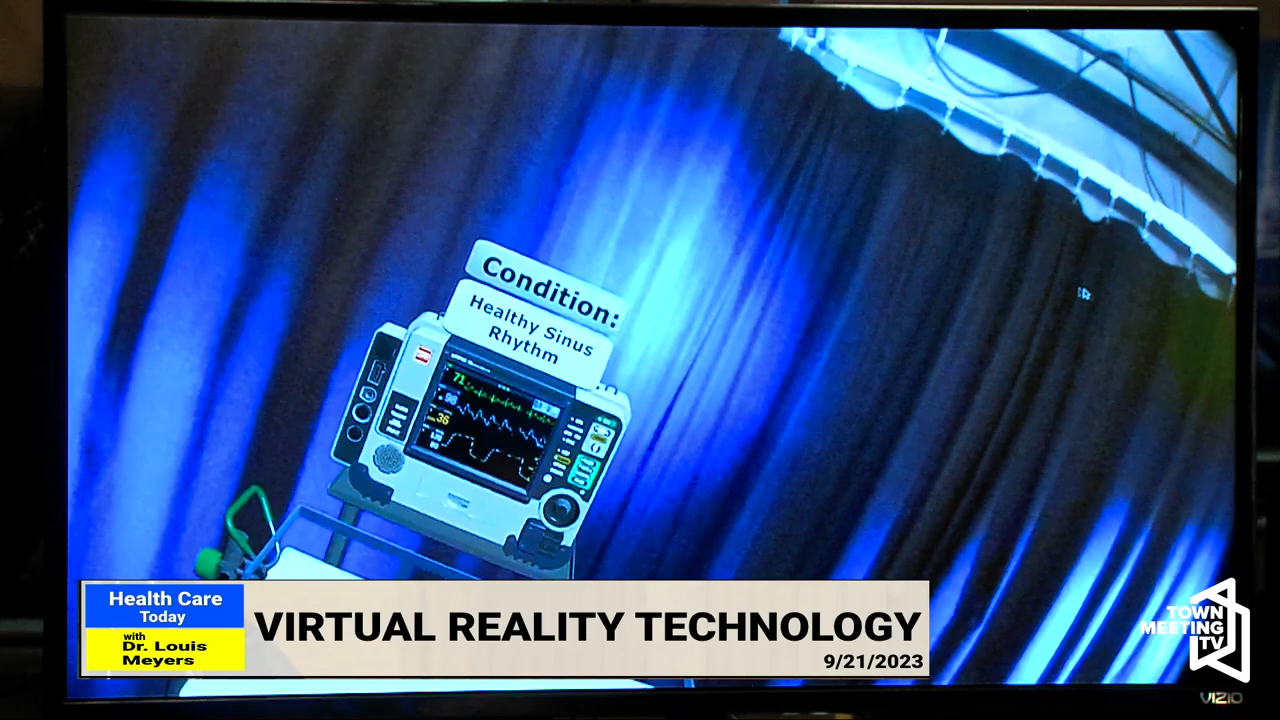 Condition:
Healthy Sinus
Rhythm
71
98
36
Health Care
Today
with
Dr. Louis
Meyers
VIRTUAL REALITY TECHNOLOGY
9/21/2023
TOWN
MEETING
TV
VIZIO